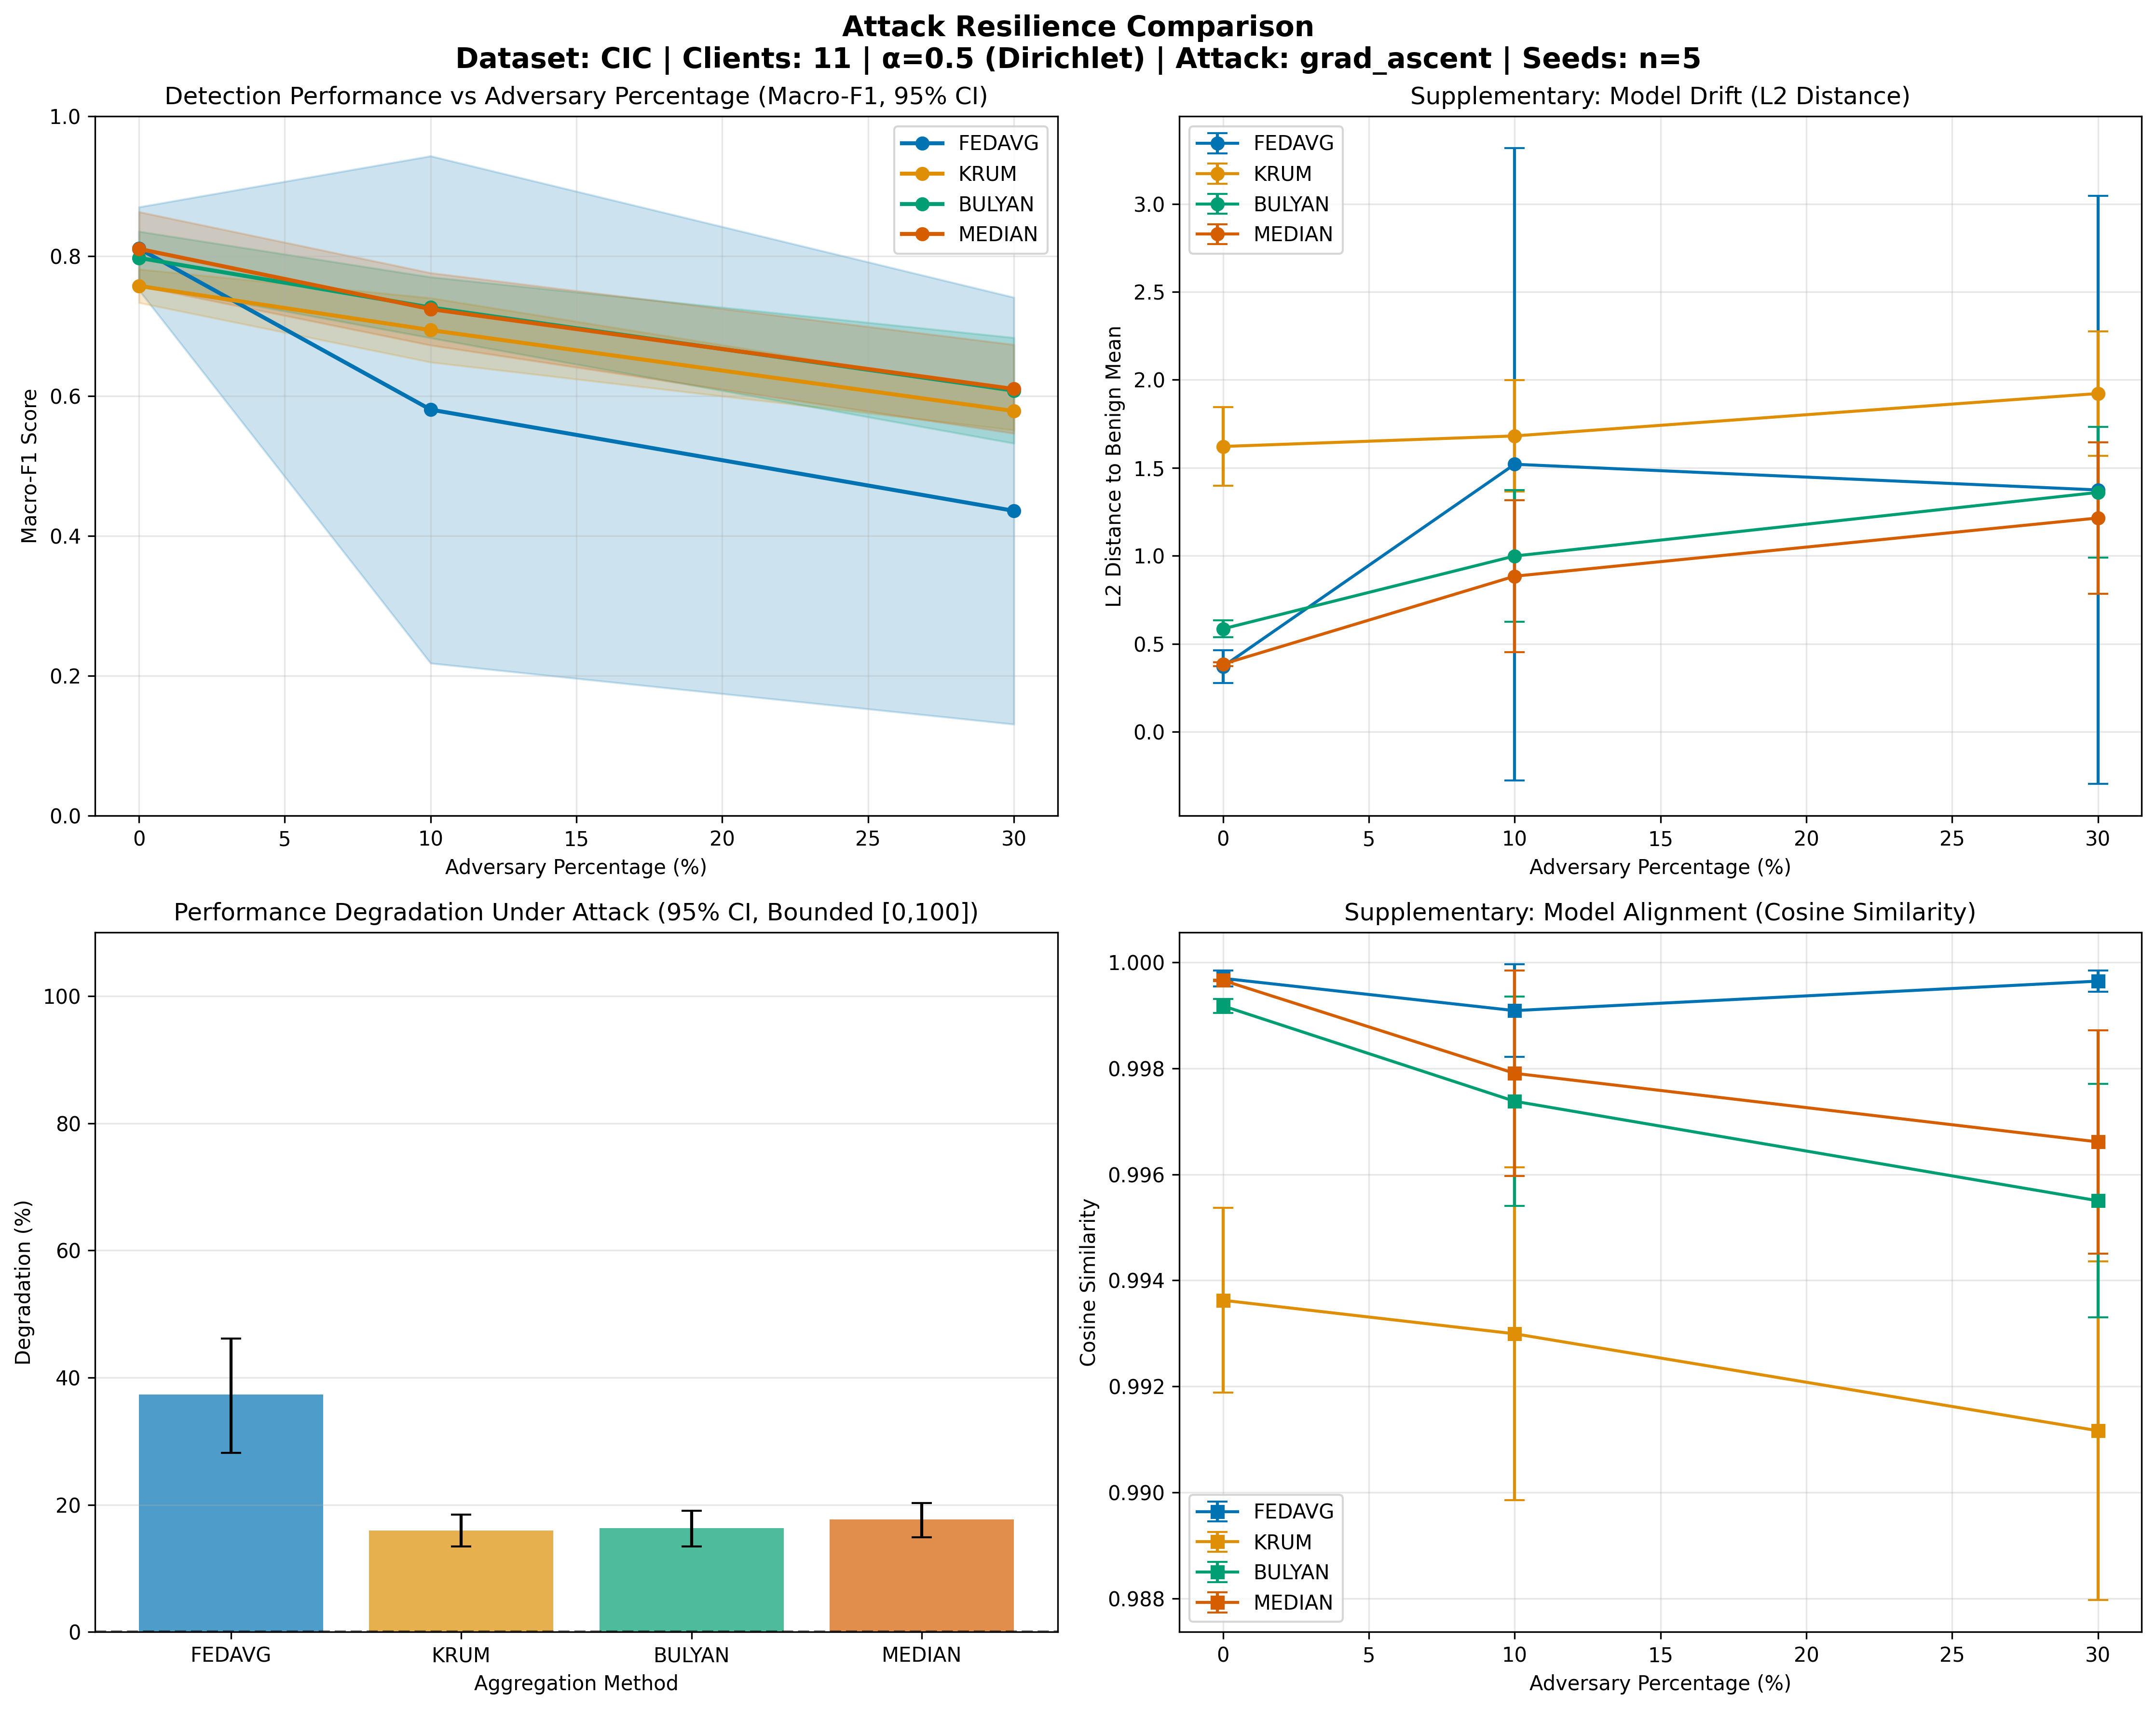 Attack Resilience Comparison
Dataset: CIC | Clients: 11 | α=0.5 (Dirichlet) | Attack: grad_ascent | Seeds: n=5
Detection Performance vs Adversary Percentage (Macro-F1, 95% CI)
1.0
0.8
0.6
0.4
0.2
0.0
Macro-F1 Score
FEDAVG
KRUM
BULYAN
MEDIAN
0 5 10 15 20 25 30
Adversary Percentage (%)
Supplementary: Model Drift (L2 Distance)
3.0
2.5
2.0
1.5
1.0
0.5
0.0
L2 Distance to Benign Mean
FEDAVG
KRUM
BULYAN
MEDIAN
0 5 10 15 20 25 30
Adversary Percentage (%)
Performance Degradation Under Attack (95% CI, Bounded [0,100])
100
80
60
40
20
0
Degradation (%)
FEDAVG KRUM BULYAN MEDIAN
Aggregation Method
Supplementary: Model Alignment (Cosine Similarity)
1.000
0.998
0.996
0.994
0.992
0.990
0.988
Cosine Similarity
FEDAVG
KRUM
BULYAN
MEDIAN
0 5 10 15 20 25 30
Adversary Percentage (%)